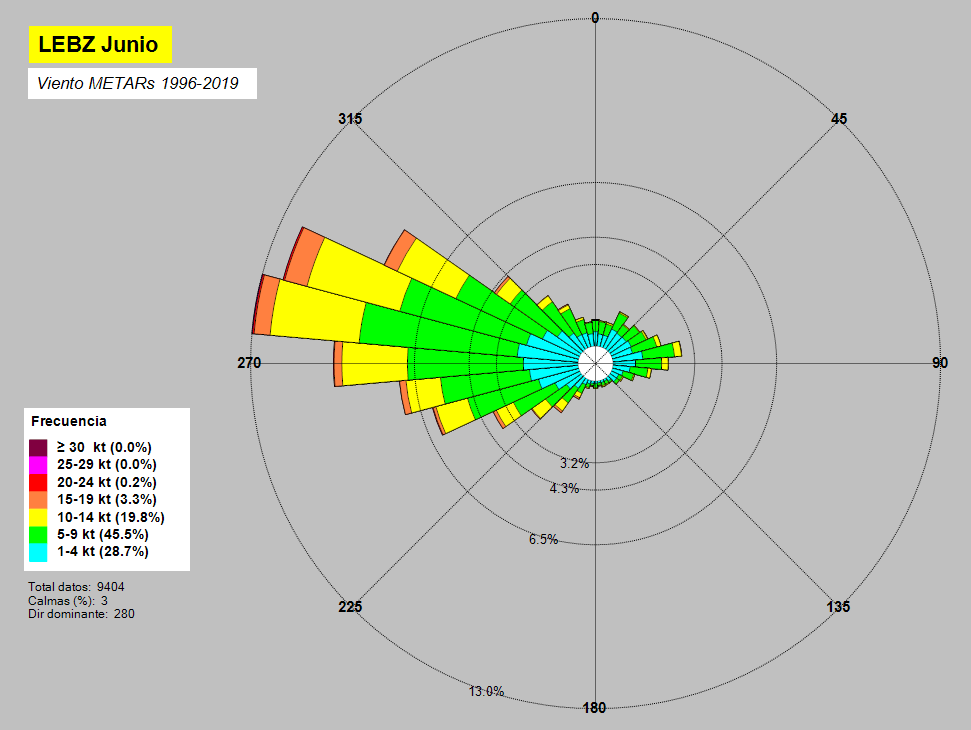 LEBZ Junio
Viento METARs 1996-2019
0
315
45
270
90
225
135
180
3.2%
4.3%
6.5%
13.0%
Frecuencia
≥ 30 kt (0.0%)
25-29 kt (0.0%)
20-24 kt (0.2%)
15-19 kt (3.3%)
10-14 kt (19.8%)
5-9 kt (45.5%)
1-4 kt (28.7%)
Total datos: 9404
Calmas (%): 3
Dir dominante: 280